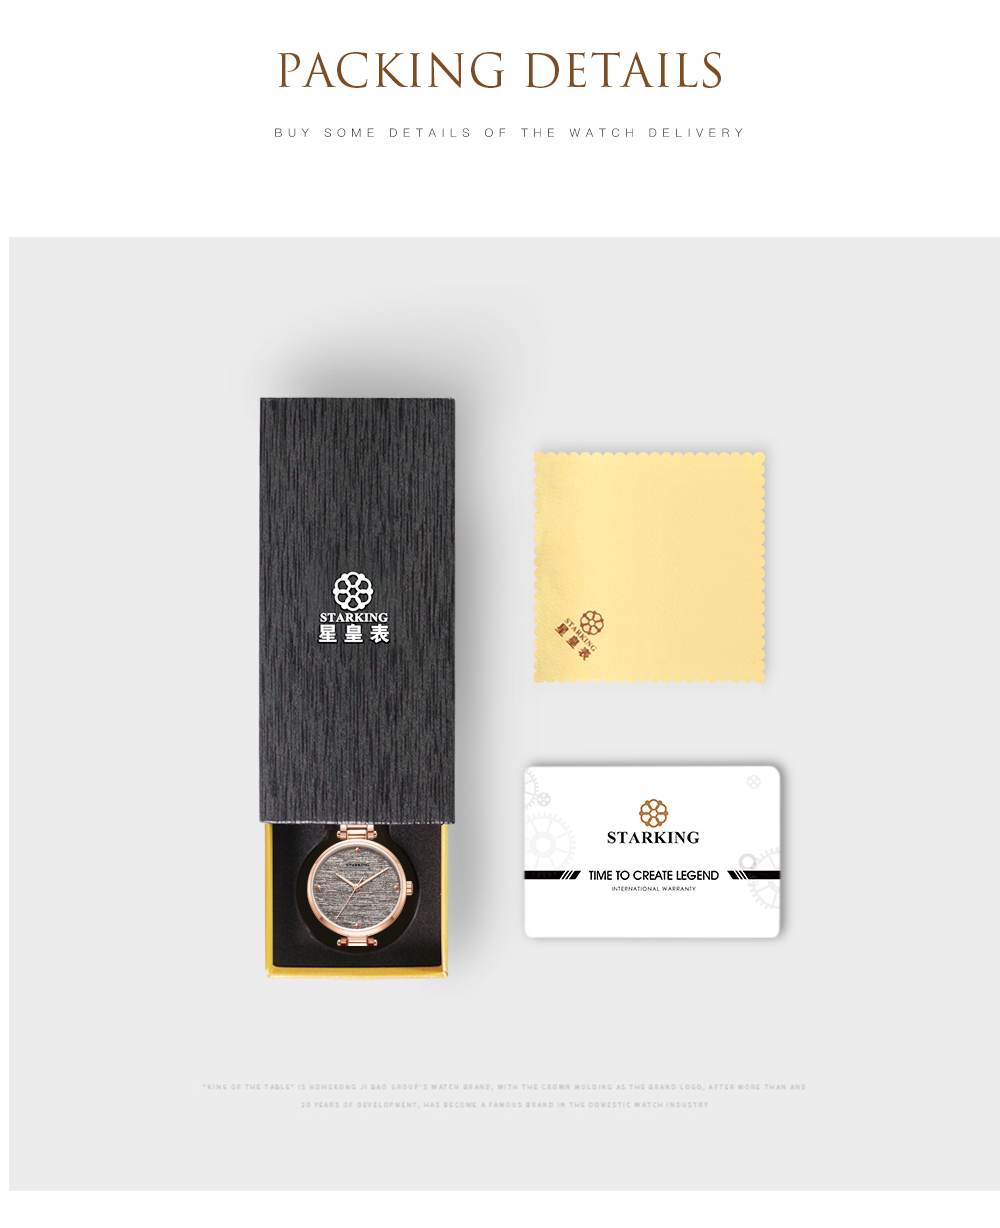 PACKING DETAILS
BUY SOME DETAILS OF THE WATCH DELIVERY
STARKING
星皇表
STARKING
星皇表
STARKING
TIME TO CREATE LEGEND
INTERNATIONAL WARRANTY
STARKING
"KING OF THE TABLE" IS HONGKONG JI BAO GROUP'S WATCH BRAND, WITH THE CROWN MOLDING AS THE BRAND LOGO, AFTER MORE THAN AND
20 YEARS OF DEVELOPMENT, HAS BECOME A FAMOUS BRAND IN THE DOMESTIC WATCH INDUSTRY